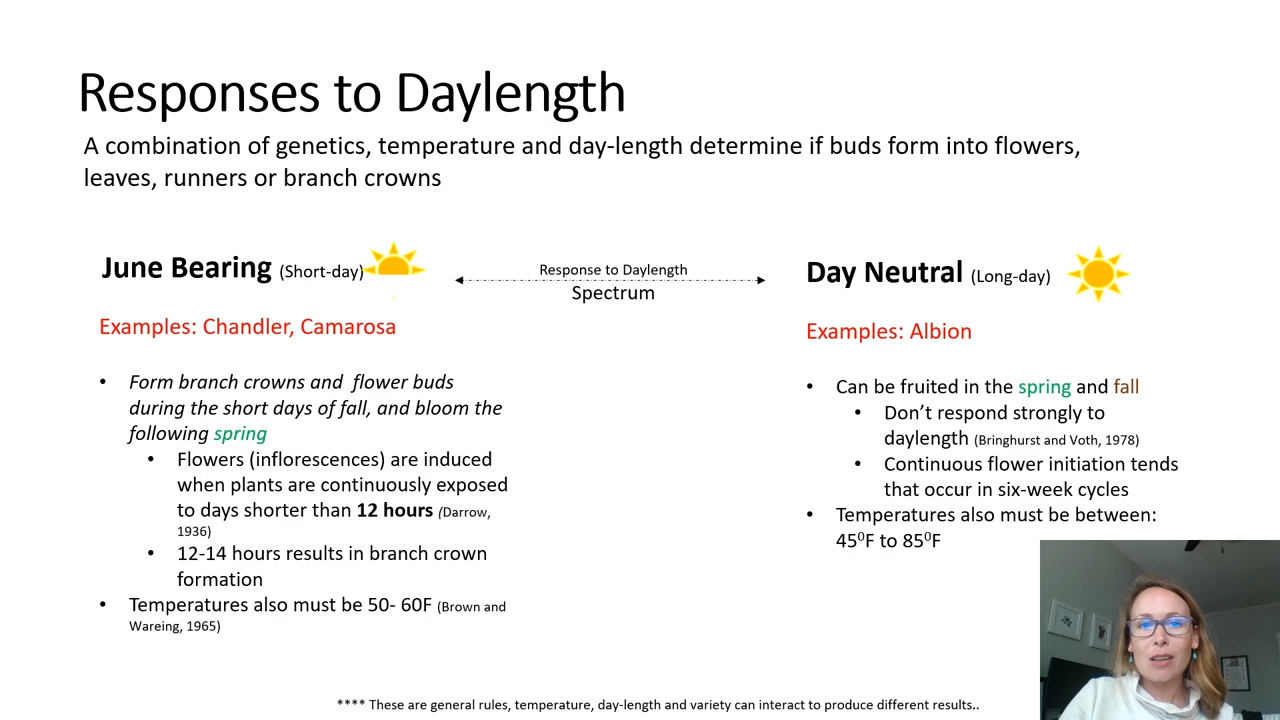 Responses to Daylength
A combination of genetics, temperature and day-length determine if buds form into flowers,
leaves, runners or branch crowns
June Bearing (Short-day)
Response to Daylength
Spectrum
Day Neutral (Long-day)
Examples: Chandler, Camarosa
Examples: Albion
• Form branch crowns and  flower buds
during the short days of fall, and bloom the
following spring
• Flowers (inflorescences) are induced
when plants are continuously exposed
to days shorter than 12 hours (Darrow,
1936)
• 12-14 hours results in branch crown
formation
• Temperatures also must be 50- 60F (Brown and
Wareing, 1965)
• Can be fruited in the spring and fall
• Don’t respond strongly to
daylength (Bringhurst and Voth, 1978)
• Continuous flower initiation tends
that occur in six-week cycles
• Temperatures also must be between:
45⁰F to 85⁰F
**** These are general rules, temperature, day-length and variety can interact to produce different results..